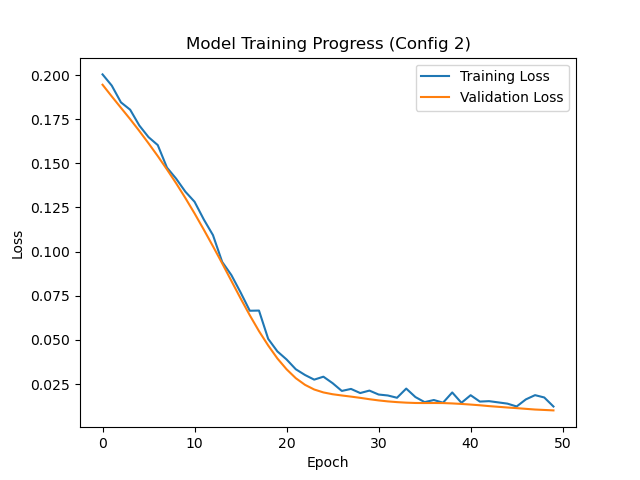 Model Training Progress (Config 2)
Training Loss
Validation Loss
0.200
0.175
0.150
0.125
0.100
0.075
0.050
0.025
Loss
0 10 20 30 40 50
Epoch